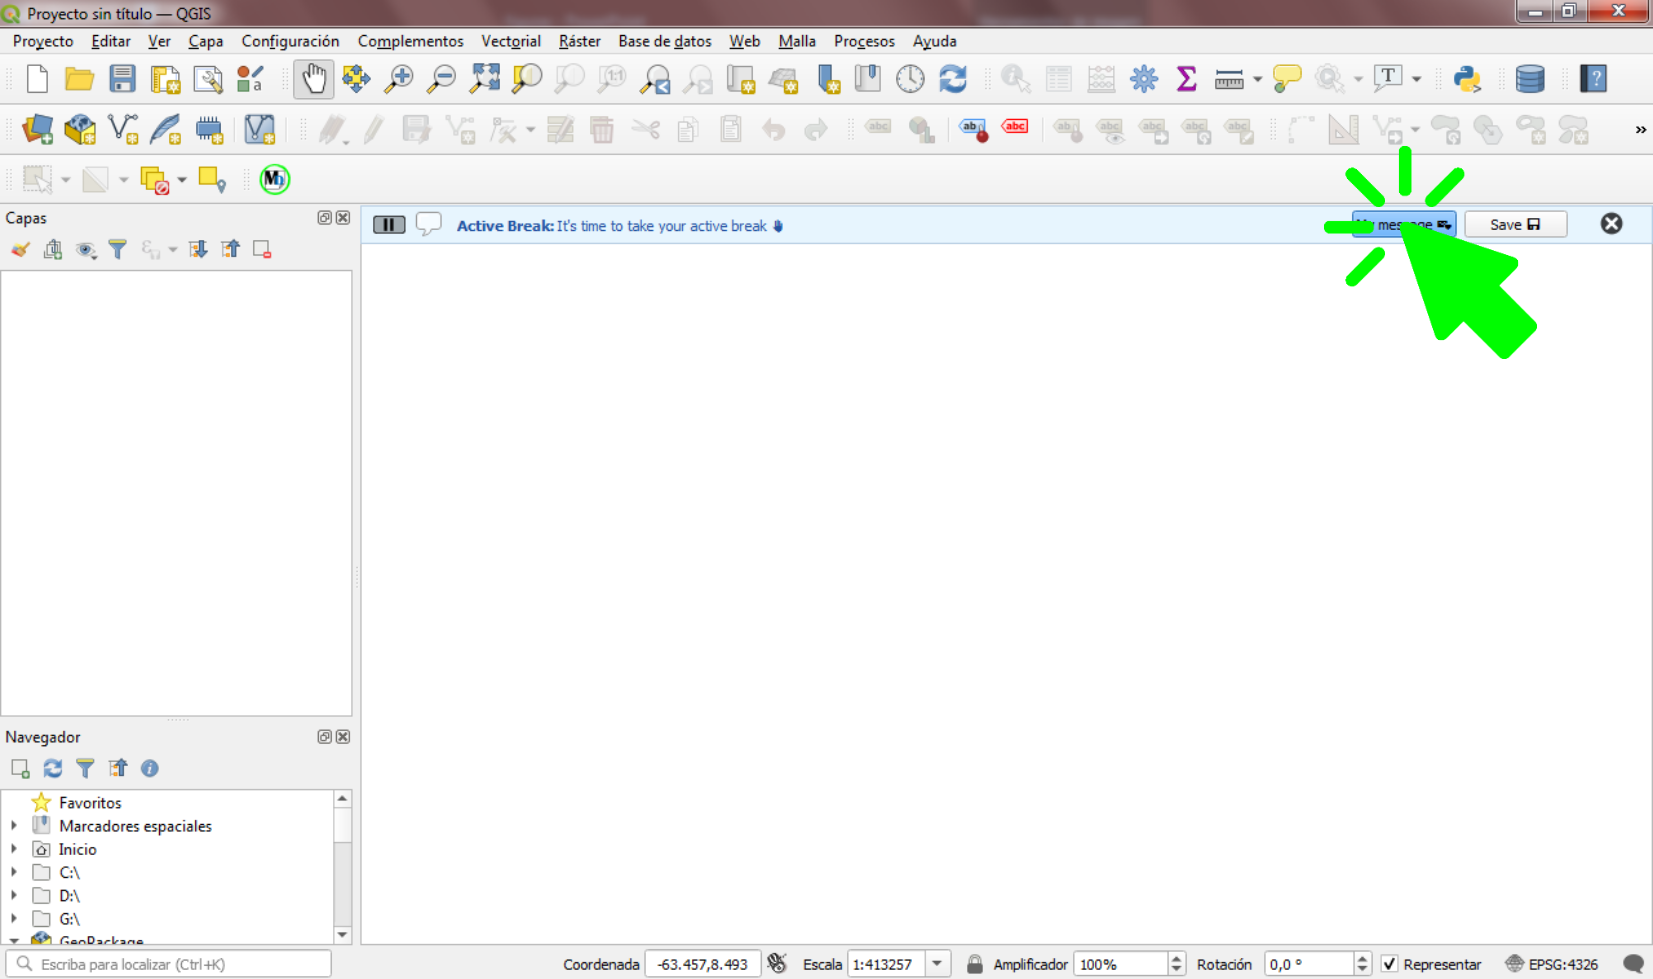 Proyecto sin título — QGIS
Proyecto Editar Ver Capa Configuración Complementos Vectorial Ráster Base de datos Web Malla Procesos Ayuda
Capas
Active Break: It's time to take your active break
message
Save
Navegador
Favoritos
Marcadores espaciales
Inicio
C:\
D:\
G:\
GeoPackage
Escriba para localizar (Ctrl+K)
Coordenada -63.457,8.493 Escala 1:413257 Amplificador 100% Rotación 0,0 ° Representar EPSG:4326